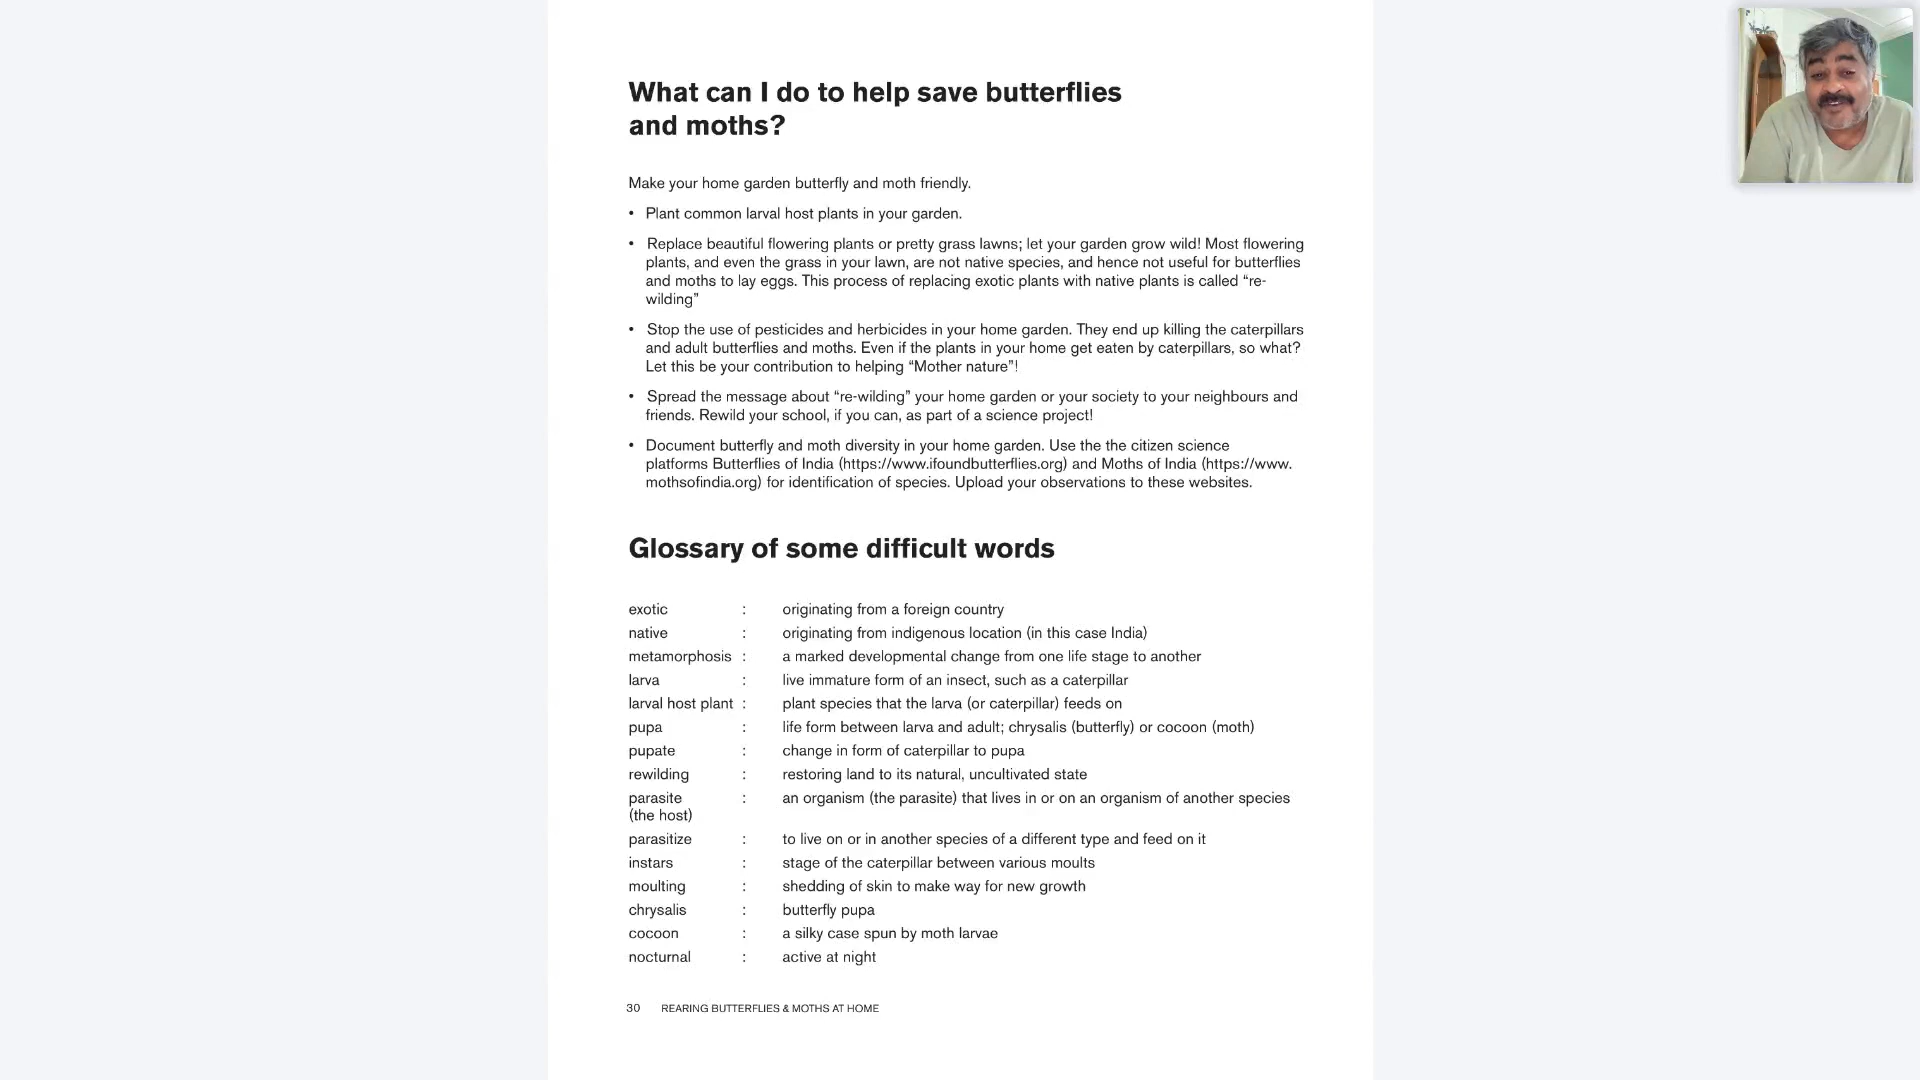 What can I do to help save butterflies
and moths?
Make your home garden butterfly and moth friendly.
• Plant common larval host plants in your garden.
• Replace beautiful flowering plants or pretty grass lawns; let your garden grow wild! Most flowering
plants, and even the grass in your lawn, are not native species, and hence not useful for butterflies
and moths to lay eggs. This process of replacing exotic plants with native plants is called “re-
wilding”
• Stop the use of pesticides and herbicides in your home garden. They end up killing the caterpillars
and adult butterflies and moths. Even if the plants in your home get eaten by caterpillars, so what?
Let this be your contribution to helping “Mother nature”!
• Spread the message about “re-wilding” your home garden or your society to your neighbours and
friends. Rewild your school, if you can, as part of a science project!
• Document butterfly and moth diversity in your home garden. Use the the citizen science
platforms Butterflies of India (https://www.ifoundbutterflies.org) and Moths of India (https://www.
mothsofindia.org) for identification of species. Upload your observations to these websites.
Glossary of some difficult words
exotic : originating from a foreign country
native : originating from indigenous location (in this case India)
metamorphosis : a marked developmental change from one life stage to another
larva : live immature form of an insect, such as a caterpillar
larval host plant : plant species that the larva (or caterpillar) feeds on
pupa : life form between larva and adult; chrysalis (butterfly) or cocoon (moth)
pupate : change in form of caterpillar to pupa
rewilding : restoring land to its natural, uncultivated state
parasite : an organism (the parasite) that lives in or on an organism of another species
(the host)
parasitize : to live on or in another species of a different type and feed on it
instars : stage of the caterpillar between various moults
moulting : shedding of skin to make way for new growth
chrysalis : butterfly pupa
cocoon : a silky case spun by moth larvae
nocturnal : active at night
30 REARING BUTTERFLIES & MOTHS AT HOME